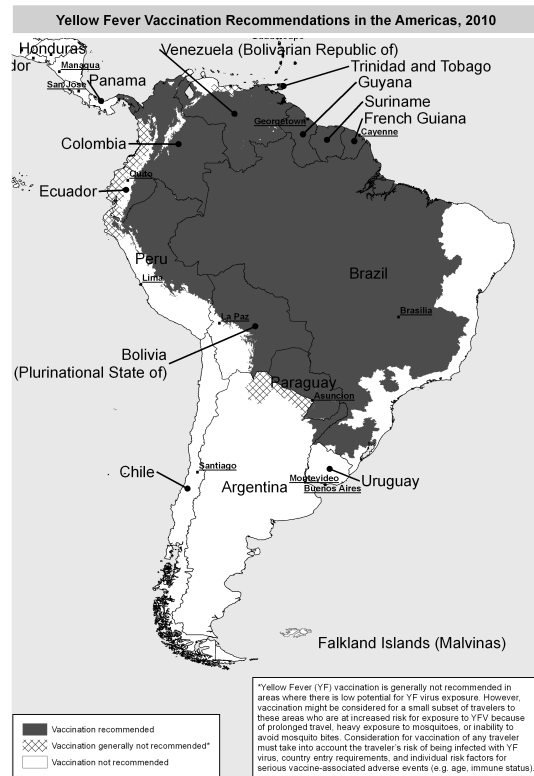 Yellow Fever Vaccination Recommendations in the Americas, 2010
Honduras
Venezuela (Bolivarian Republic of)
Managua
Trinidad and Tobago
San Jose
Panama
Guyana
Suriname
Georgetown
French Guiana
Cayenne
Colombia
Quito
Ecuador
Peru
Lima
Brazil
Brasilia
La Paz
Bolivia
(Plurinational State of)
Paraguay
Asuncion
Chile
Santiago
Argentina
Montevideo
Uruguay
Buenos Aires
Falkland Islands (Malvinas)
*Yellow Fever (YF) vaccination is generally not recommended in
areas where there is low potential for YF virus exposure. However,
vaccination might be considered for a small subset of travelers to
these areas who are at increased risk for exposure to YFV because
of prolonged travel, heavy exposure to mosquitoes, or inability to
avoid mosquito bites. Consideration for vaccination of any traveler
must take into account the traveler's risk of being infected with YF
virus, country entry requirements, and individual risk factors for
serious vaccine-associated adverse events (e.g. age, immune status).
Vaccination recommended
Vaccination generally not recommended*
Vaccination not recommended